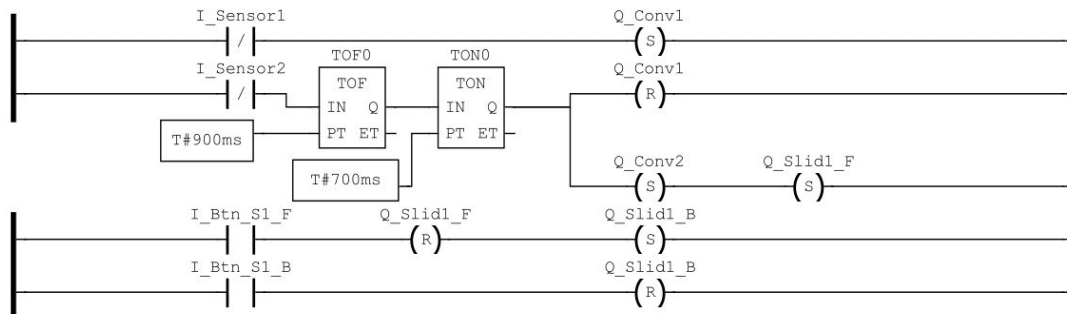 I_Sensor1 Q_Conv1
/ S
I_Sensor2 TOF0 TON0 Q_Conv1
/ TOF TON R
IN Q IN Q
T#900ms PT ET PT ET
T#700ms Q_Conv2 Q_Slid1_F
S S
I_Btn_S1_F Q_Slid1_F Q_Slid1_B
R S
I_Btn_S1_B Q_Slid1_B
R